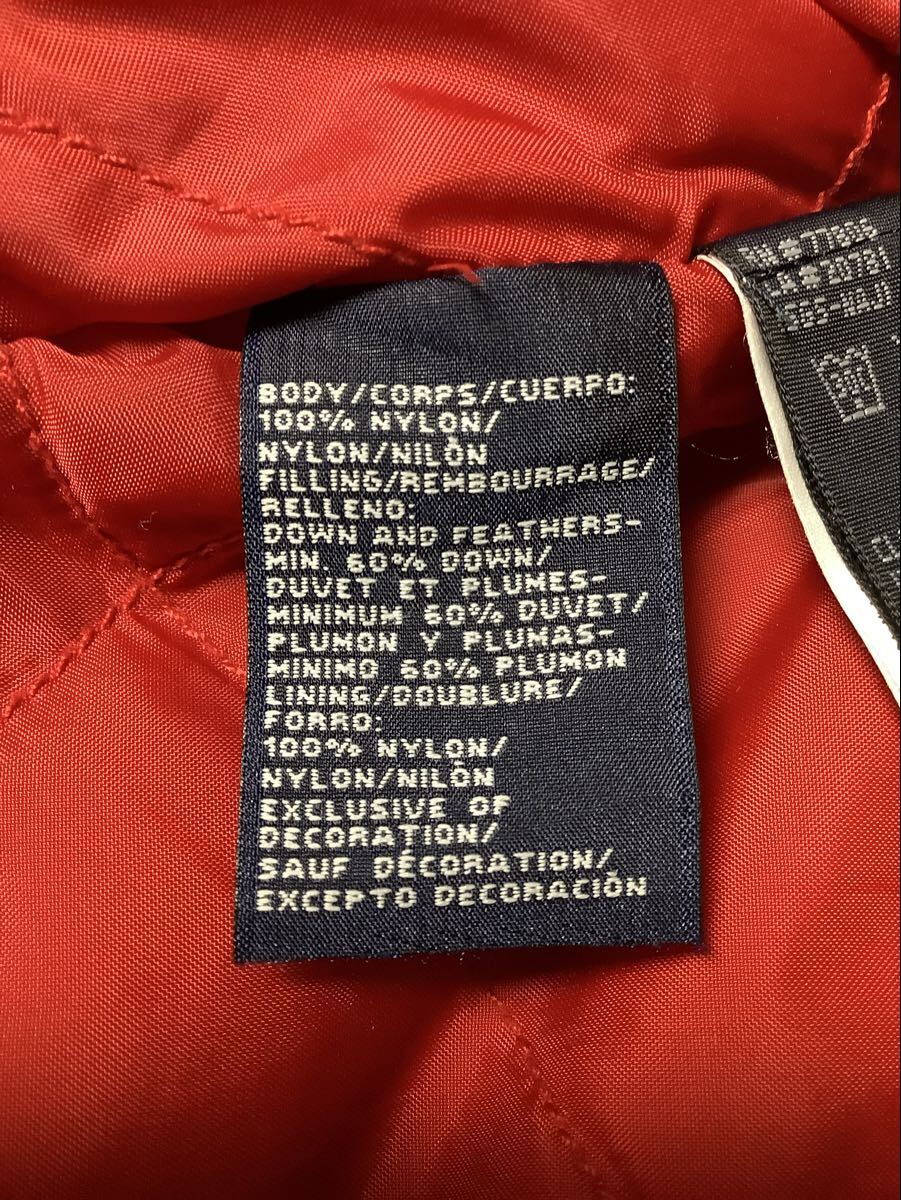 BODY/CORPS/CUERPO:
100% NYLON/
NYLON/NILÓN
FILLING/REMBOURRAGE/
RELLENO:
DOWN AND FEATHERS-
MIN. 60% DOWN/
DUVET ET PLUMES-
MINIMUM 60% DUVET/
PLUMON Y PLUMAS-
MINIMO 60% PLUMON
LINING/DOUBLURE/
FORRO:
100% NYLON/
NYLON/NILÓN
EXCLUSIVE OF
DECORATION/
SAUF DÉCORATION/
EXCEPTO DECORACIÓN